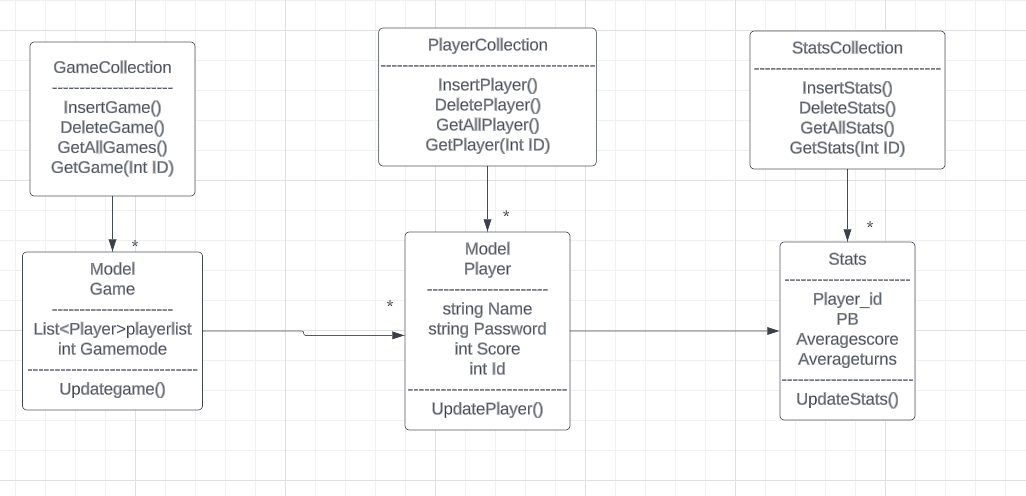 GameCollection
InsertGame()
DeleteGame()
GetAllGames()
GetGame(Int ID)
PlayerCollection
InsertPlayer()
DeletePlayer()
GetAllPlayer()
GetPlayer(Int ID)
StatsCollection
InsertStats()
DeleteStats()
GetAllStats()
GetStats(Int ID)
*
*
*
Model
Game
List<Player>playerlist
int Gamemode
Updategame()
*
Model
Player
string Name
string Password
int Score
int Id
UpdatePlayer()
Stats
Player_id
PB
Averagescore
Averageturns
UpdateStats()